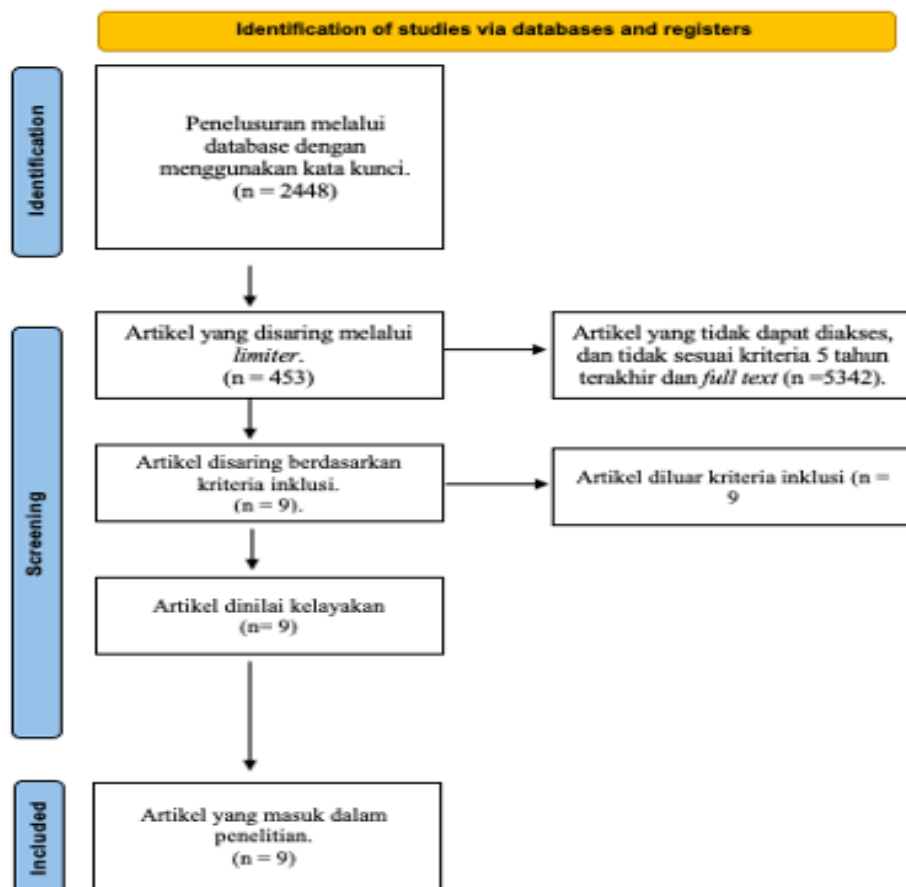 Identification of studies via databases and registers
Identification
Penelusuran melalui
database dengan
menggunakan kata kunci.
(n = 2448)
Screening
Artikel yang disaring melalui
limiter.
(n = 453)
Artikel yang tidak dapat diakses,
dan tidak sesuai kriteria 5 tahun
terakhir dan full text (n =5342).
Artikel disaring berdasarkan
kriteria inklusi.
(n = 9).
Artikel diluar kriteria inklusi (n =
9
Artikel dinilai kelayakan
(n= 9)
Included
Artikel yang masuk dalam
penelitian.
(n = 9)